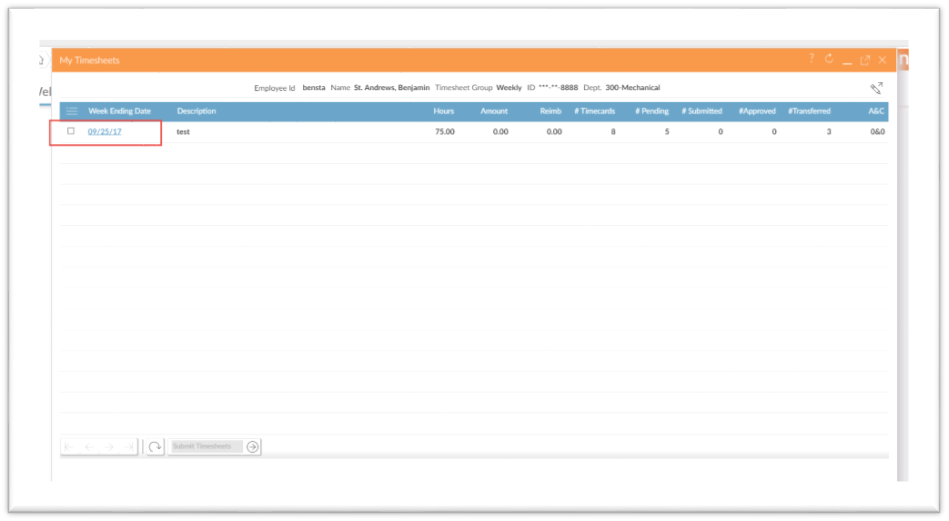 My Timesheets ?
Employee Id bensta Name St. Andrews, Benjamin Timesheet Group Weekly ID ***-**-8888 Dept. 300-Mechanical
Week Ending Date Description Hours Amount Reimb # Timecards # Pending # Submitted #Approved #Transferred A&C
09/25/17 test 75.00 0.00 0.00 8 5 0 0 3 0&0
Submit Timesheets